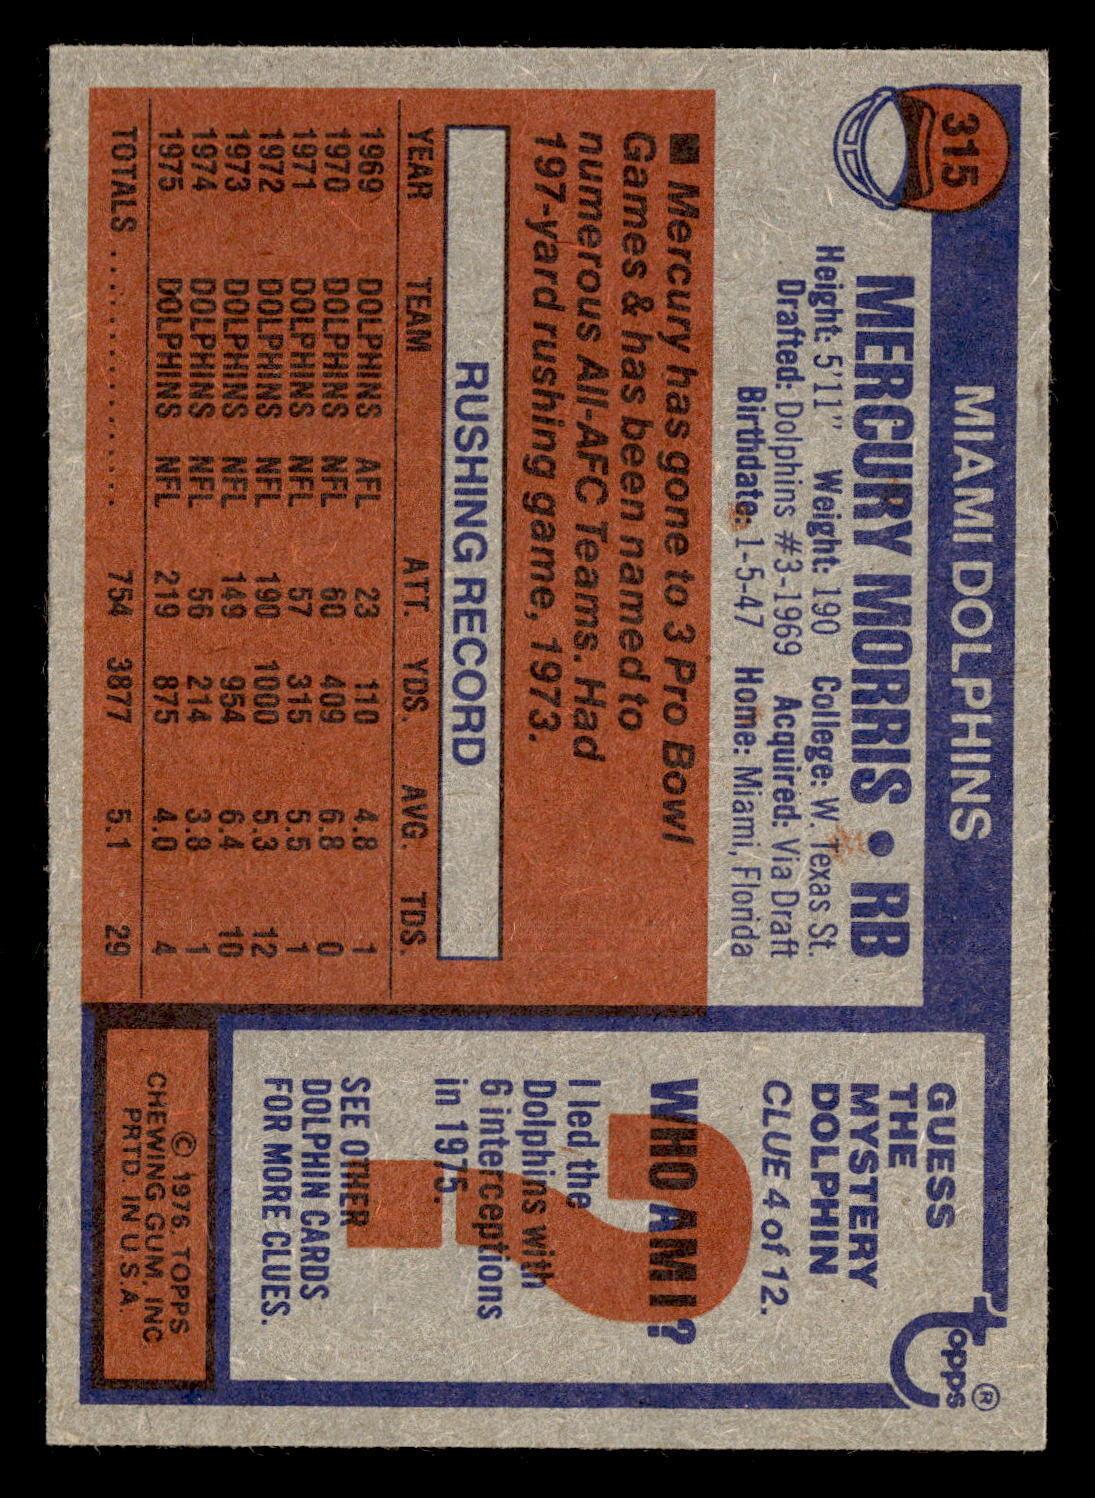 315
MIAMI DOLPHINS
MERCURY MORRIS • RB
Height: 5'11" Weight: 190 College: W. Texas St.
Drafted: Dolphins #3-1969 Acquired: Via Draft
Birthdate: 1-5-47 Home: Miami, Florida
■ Mercury has gone to 3 Pro Bowl
Games & has been named to
numerous All-AFC Teams. Had
197-yard rushing game, 1973.
RUSHING RECORD
YEAR TEAM ATT. YDS. AVG. TDS.
1969 DOLPHINS AFL 23 110 4.8 1
1970 DOLPHINS NFL 60 409 6.8 0
1971 DOLPHINS NFL 57 315 5.5 1
1972 DOLPHINS NFL 190 1000 5.3 12
1973 DOLPHINS NFL 149 954 6.4 10
1974 DOLPHINS NFL 56 214 3.8 1
1975 DOLPHINS NFL 219 875 4.0 4
TOTALS ................ 754 3877 5.1 29
topps®
GUESS
THE
MYSTERY
DOLPHIN
CLUE 4 of 12.
WHO AM I?
I led the
Dolphins with
6 interceptions
in 1975.
SEE OTHER
DOLPHIN CARDS
FOR MORE CLUES.
© 1976. TOPPS
CHEWING GUM, INC.
PRTD. IN U.S.A.